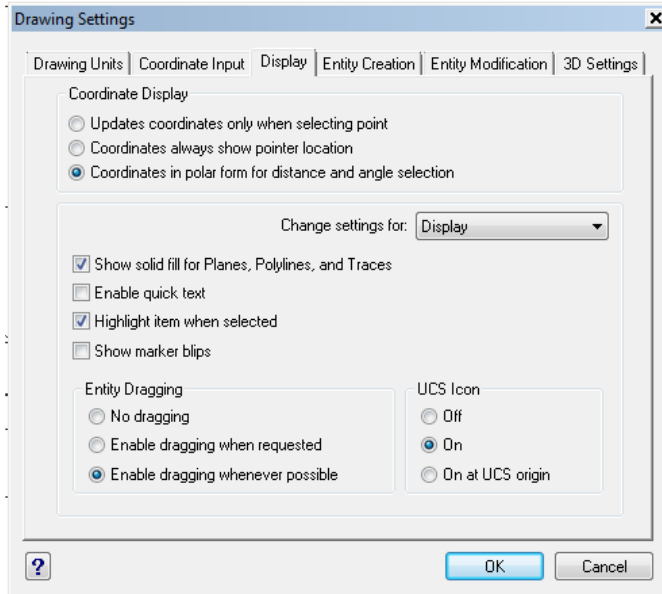 Drawing Settings
Drawing Units Coordinate Input Display Entity Creation Entity Modification 3D Settings
Coordinate Display
Updates coordinates only when selecting point
Coordinates always show pointer location
Coordinates in polar form for distance and angle selection
Change settings for: Display
Show solid fill for Planes, Polylines, and Traces
Enable quick text
Highlight item when selected
Show marker blips
Entity Dragging
No dragging
Enable dragging when requested
Enable dragging whenever possible
UCS Icon
Off
On
On at UCS origin
? OK Cancel